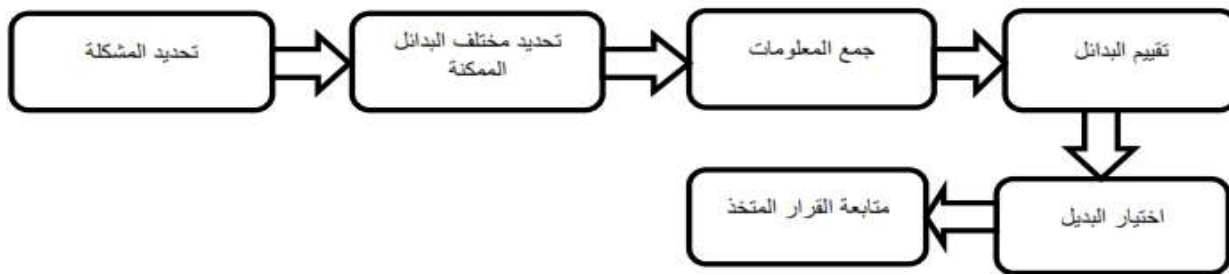 تحديد المشكلة
تحديد مختلف البدائل
الممكنة
جمع المعلومات
تقييم البدائل
اختيار البديل
متابعة القرار المتخذ